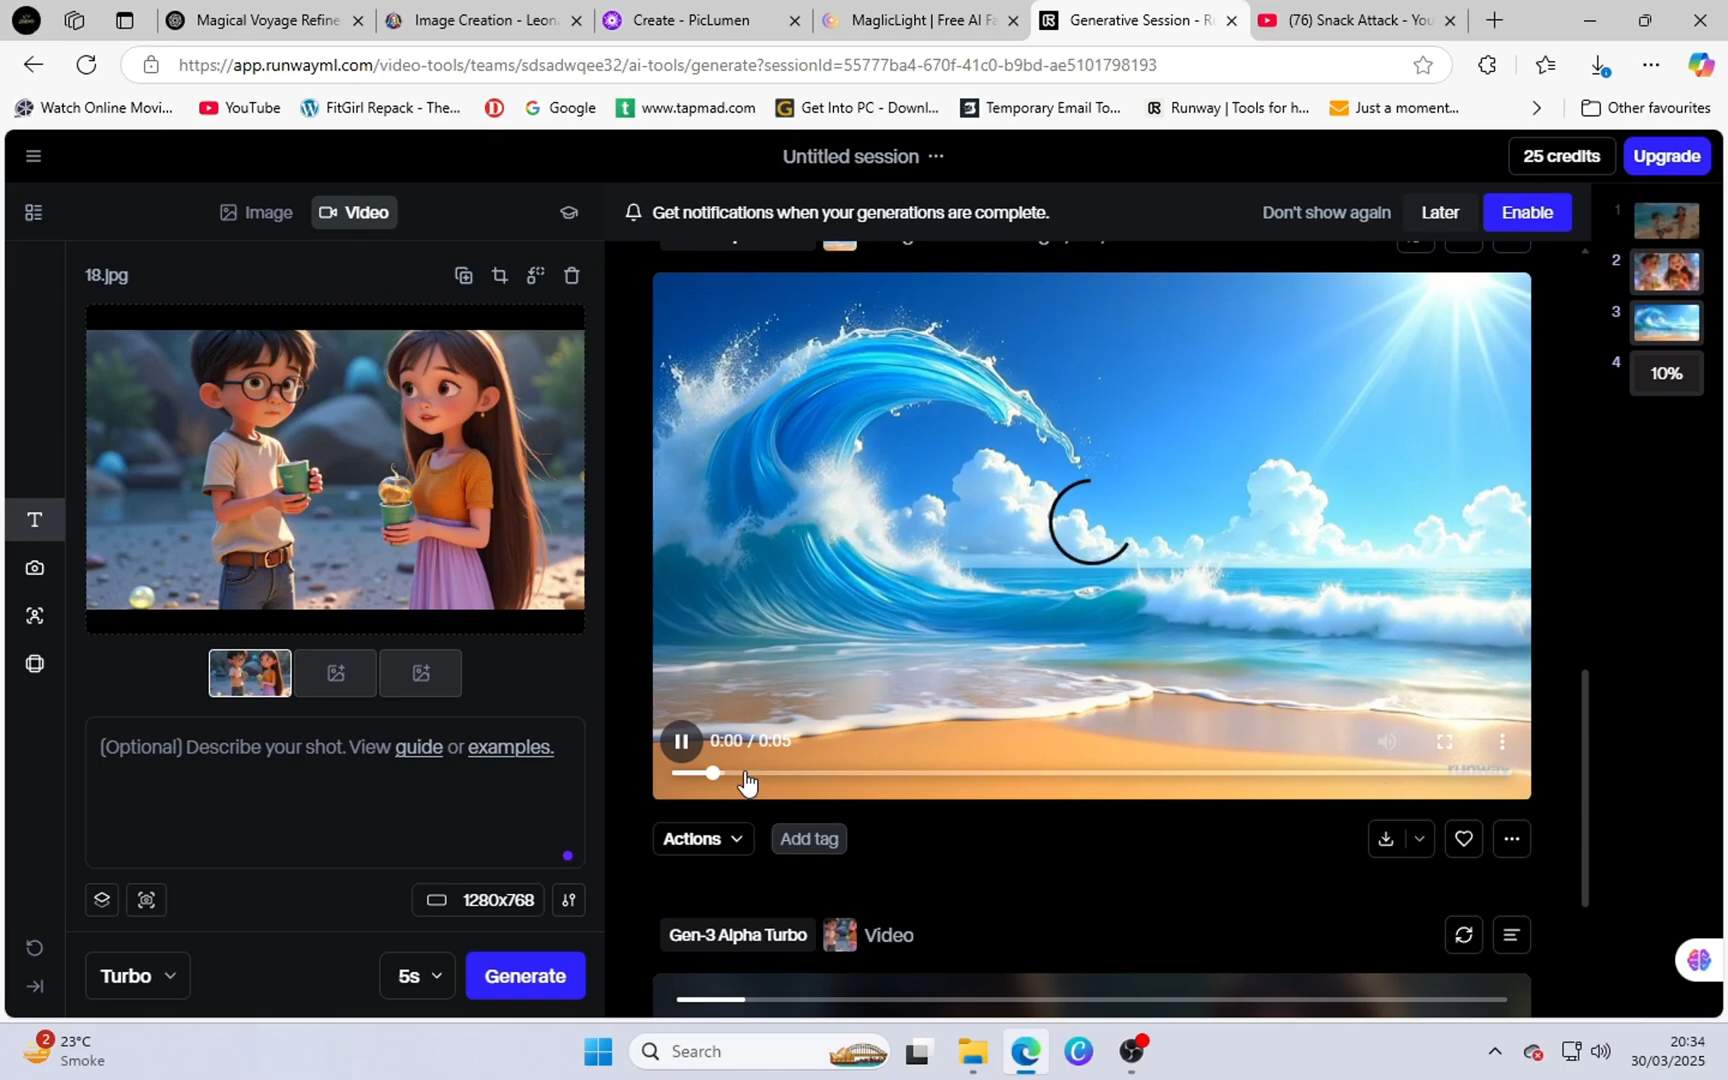 Magical Voyage Refine
Image Creation - Leon
Create - PicLumen
MaglicLight | Free AI Fa
Generative Session - R
(76) Snack Attack - You
https://app.runwayml.com/video-tools/teams/sdsadwqee32/ai-tools/generate?sessionId=55777ba4-670f-41c0-b9bd-ae5101798193
Watch Online Movi...
YouTube
FitGirl Repack - The...
Google
www.tapmad.com
Get Into PC - Downl...
Temporary Email To...
Runway | Tools for h...
Just a moment...
Other favourites
Untitled session
25 credits
Upgrade
Image
Video
Get notifications when your generations are complete.
Don't show again
Later
Enable
18.jpg
1
2
3
4
10%
0:00 / 0:05
runway
(Optional) Describe your shot. View guide or examples.
Actions
Add tag
1280x768
Gen-3 Alpha Turbo
Video
Turbo
5s
Generate
2
23°C
Smoke
Search
20:34
30/03/2025